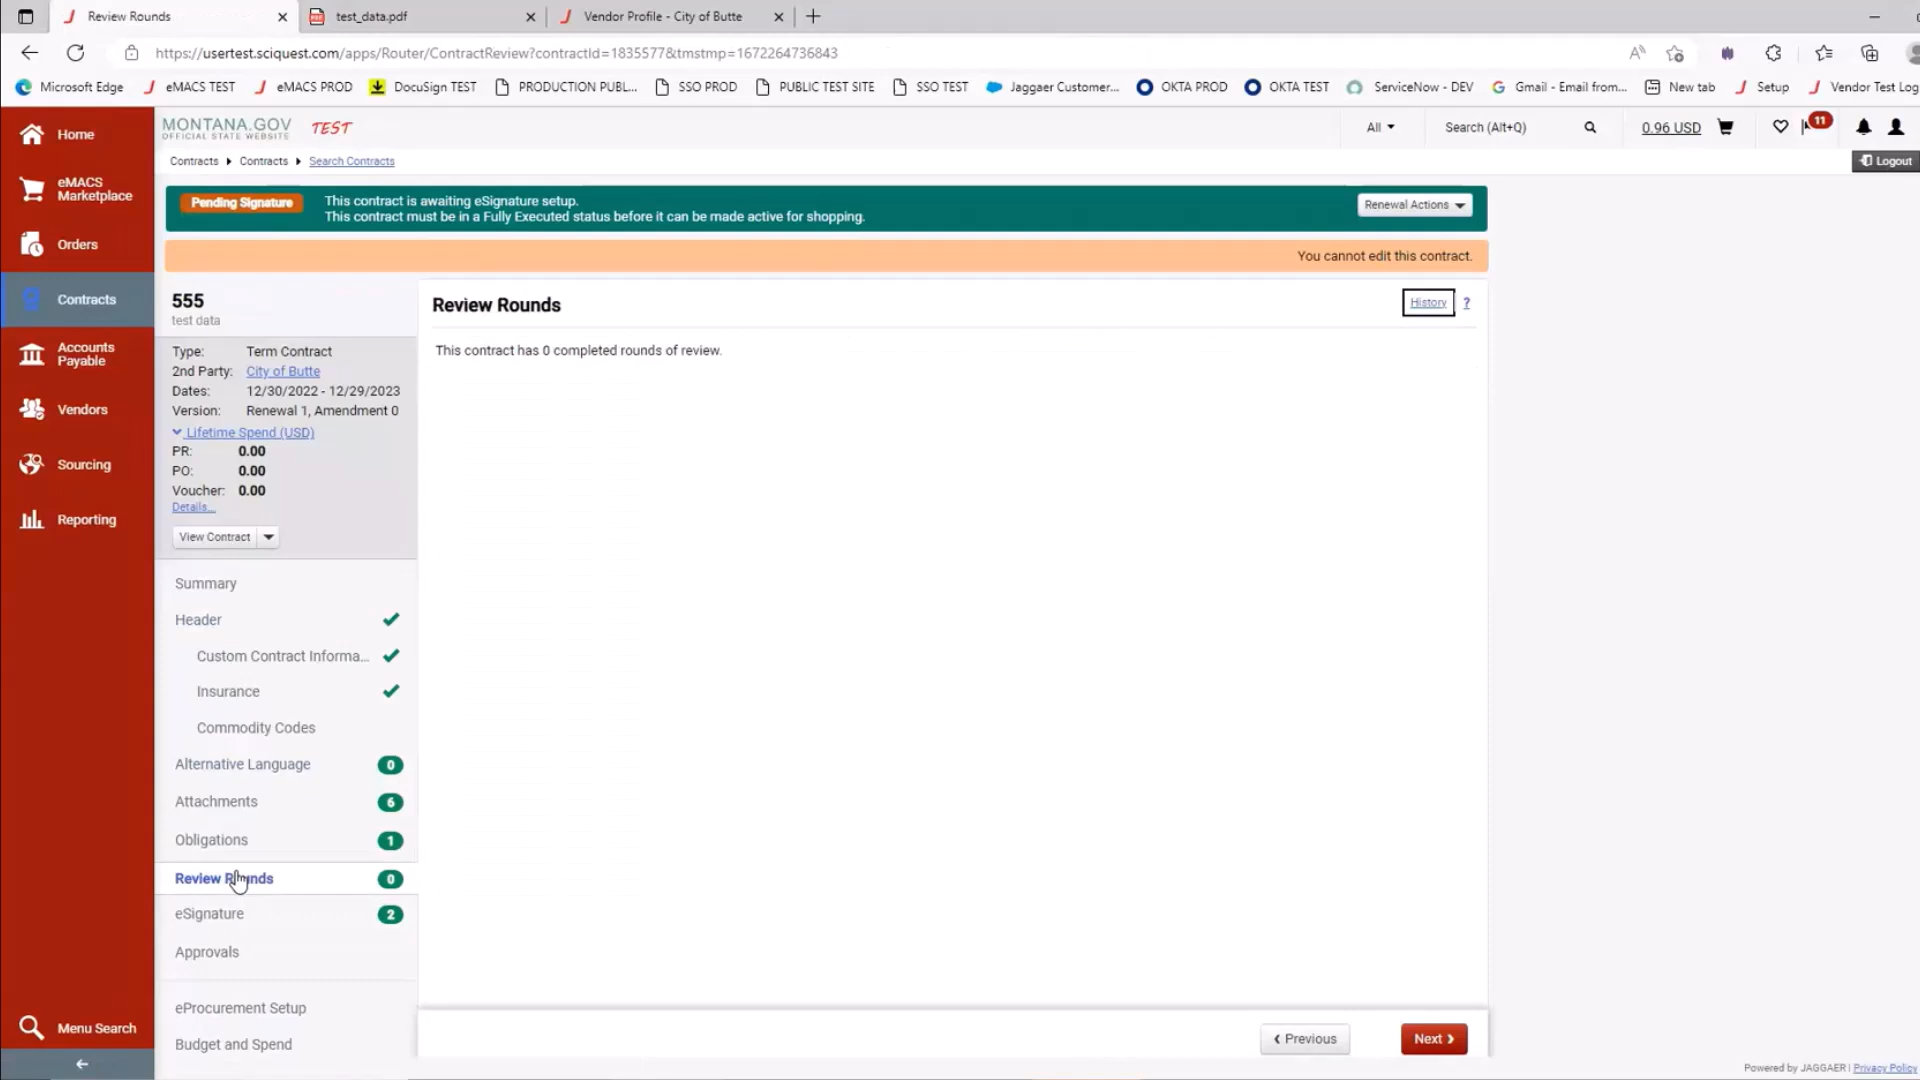 Review Rounds
test_data.pdf
Vendor Profile - City of Butte
https://usertest.sciquest.com/apps/Router/ContractReview?contractId=1835577&tmstmp=1672264736843
Microsoft Edge
eMACS TEST
eMACS PROD
DocuSign TEST
PRODUCTION PUBL...
SSO PROD
PUBLIC TEST SITE
SSO TEST
Jaggaer Customer...
OKTA PROD
OKTA TEST
ServiceNow - DEV
Gmail - Email from...
New tab
Setup
Vendor Test Log
Home
eMACS
Marketplace
Orders
Contracts
Accounts
Payable
Vendors
Sourcing
Reporting
Menu Search
MONTANA.GOV
OFFICIAL STATE WEBSITE
TEST
All
Search (Alt+Q)
0.96 USD
11
Contracts
Contracts
Search Contracts
Logout
Pending Signature
This contract is awaiting eSignature setup.
This contract must be in a Fully Executed status before it can be made active for shopping.
Renewal Actions
You cannot edit this contract.
555
test data
Type: Term Contract
2nd Party: City of Butte
Dates: 12/30/2022 - 12/29/2023
Version: Renewal 1, Amendment 0
Lifetime Spend (USD)
PR: 0.00
PO: 0.00
Voucher: 0.00
Details...
View Contract
Summary
Header
Custom Contract Informa...
Insurance
Commodity Codes
Alternative Language 0
Attachments 6
Obligations 1
Review Rounds 0
eSignature 2
Approvals
eProcurement Setup
Budget and Spend
Review Rounds
History ?
This contract has 0 completed rounds of review.
Previous
Next
Powered by JAGGAER | Privacy Policy